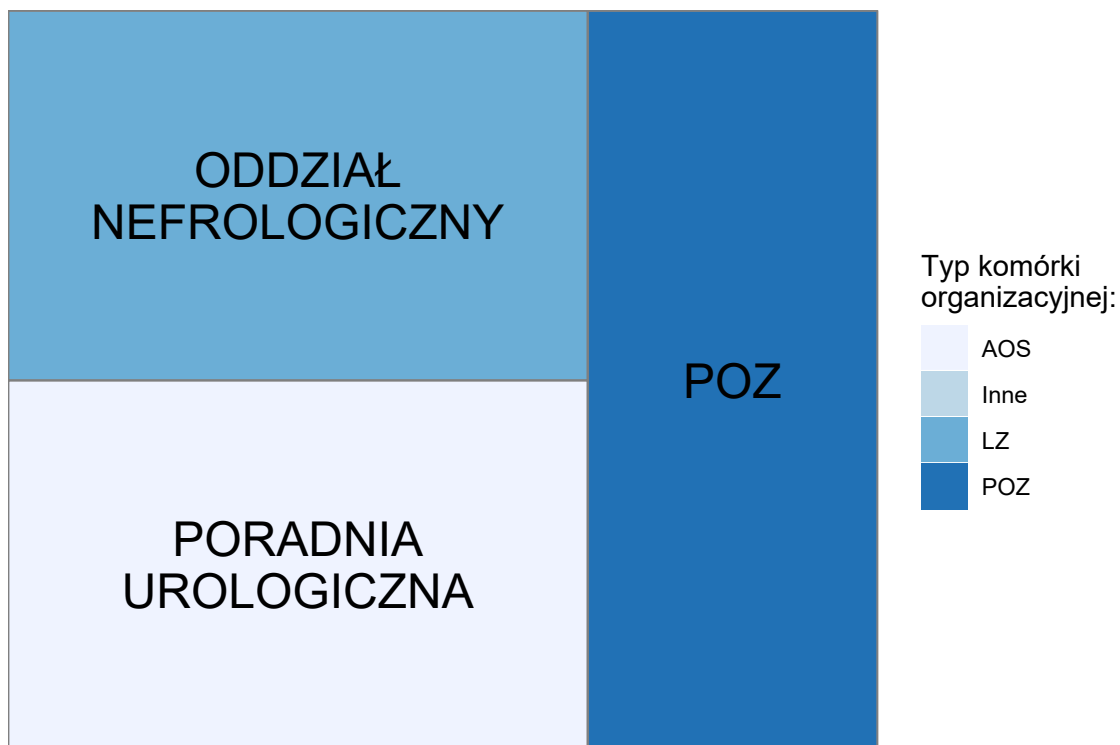 ODDZIAŁ
NEFROLOGICZNY
PORADNIA
UROLOGICZNA
POZ
Typ komórki
organizacyjnej:
AOS
Inne
LZ
POZ